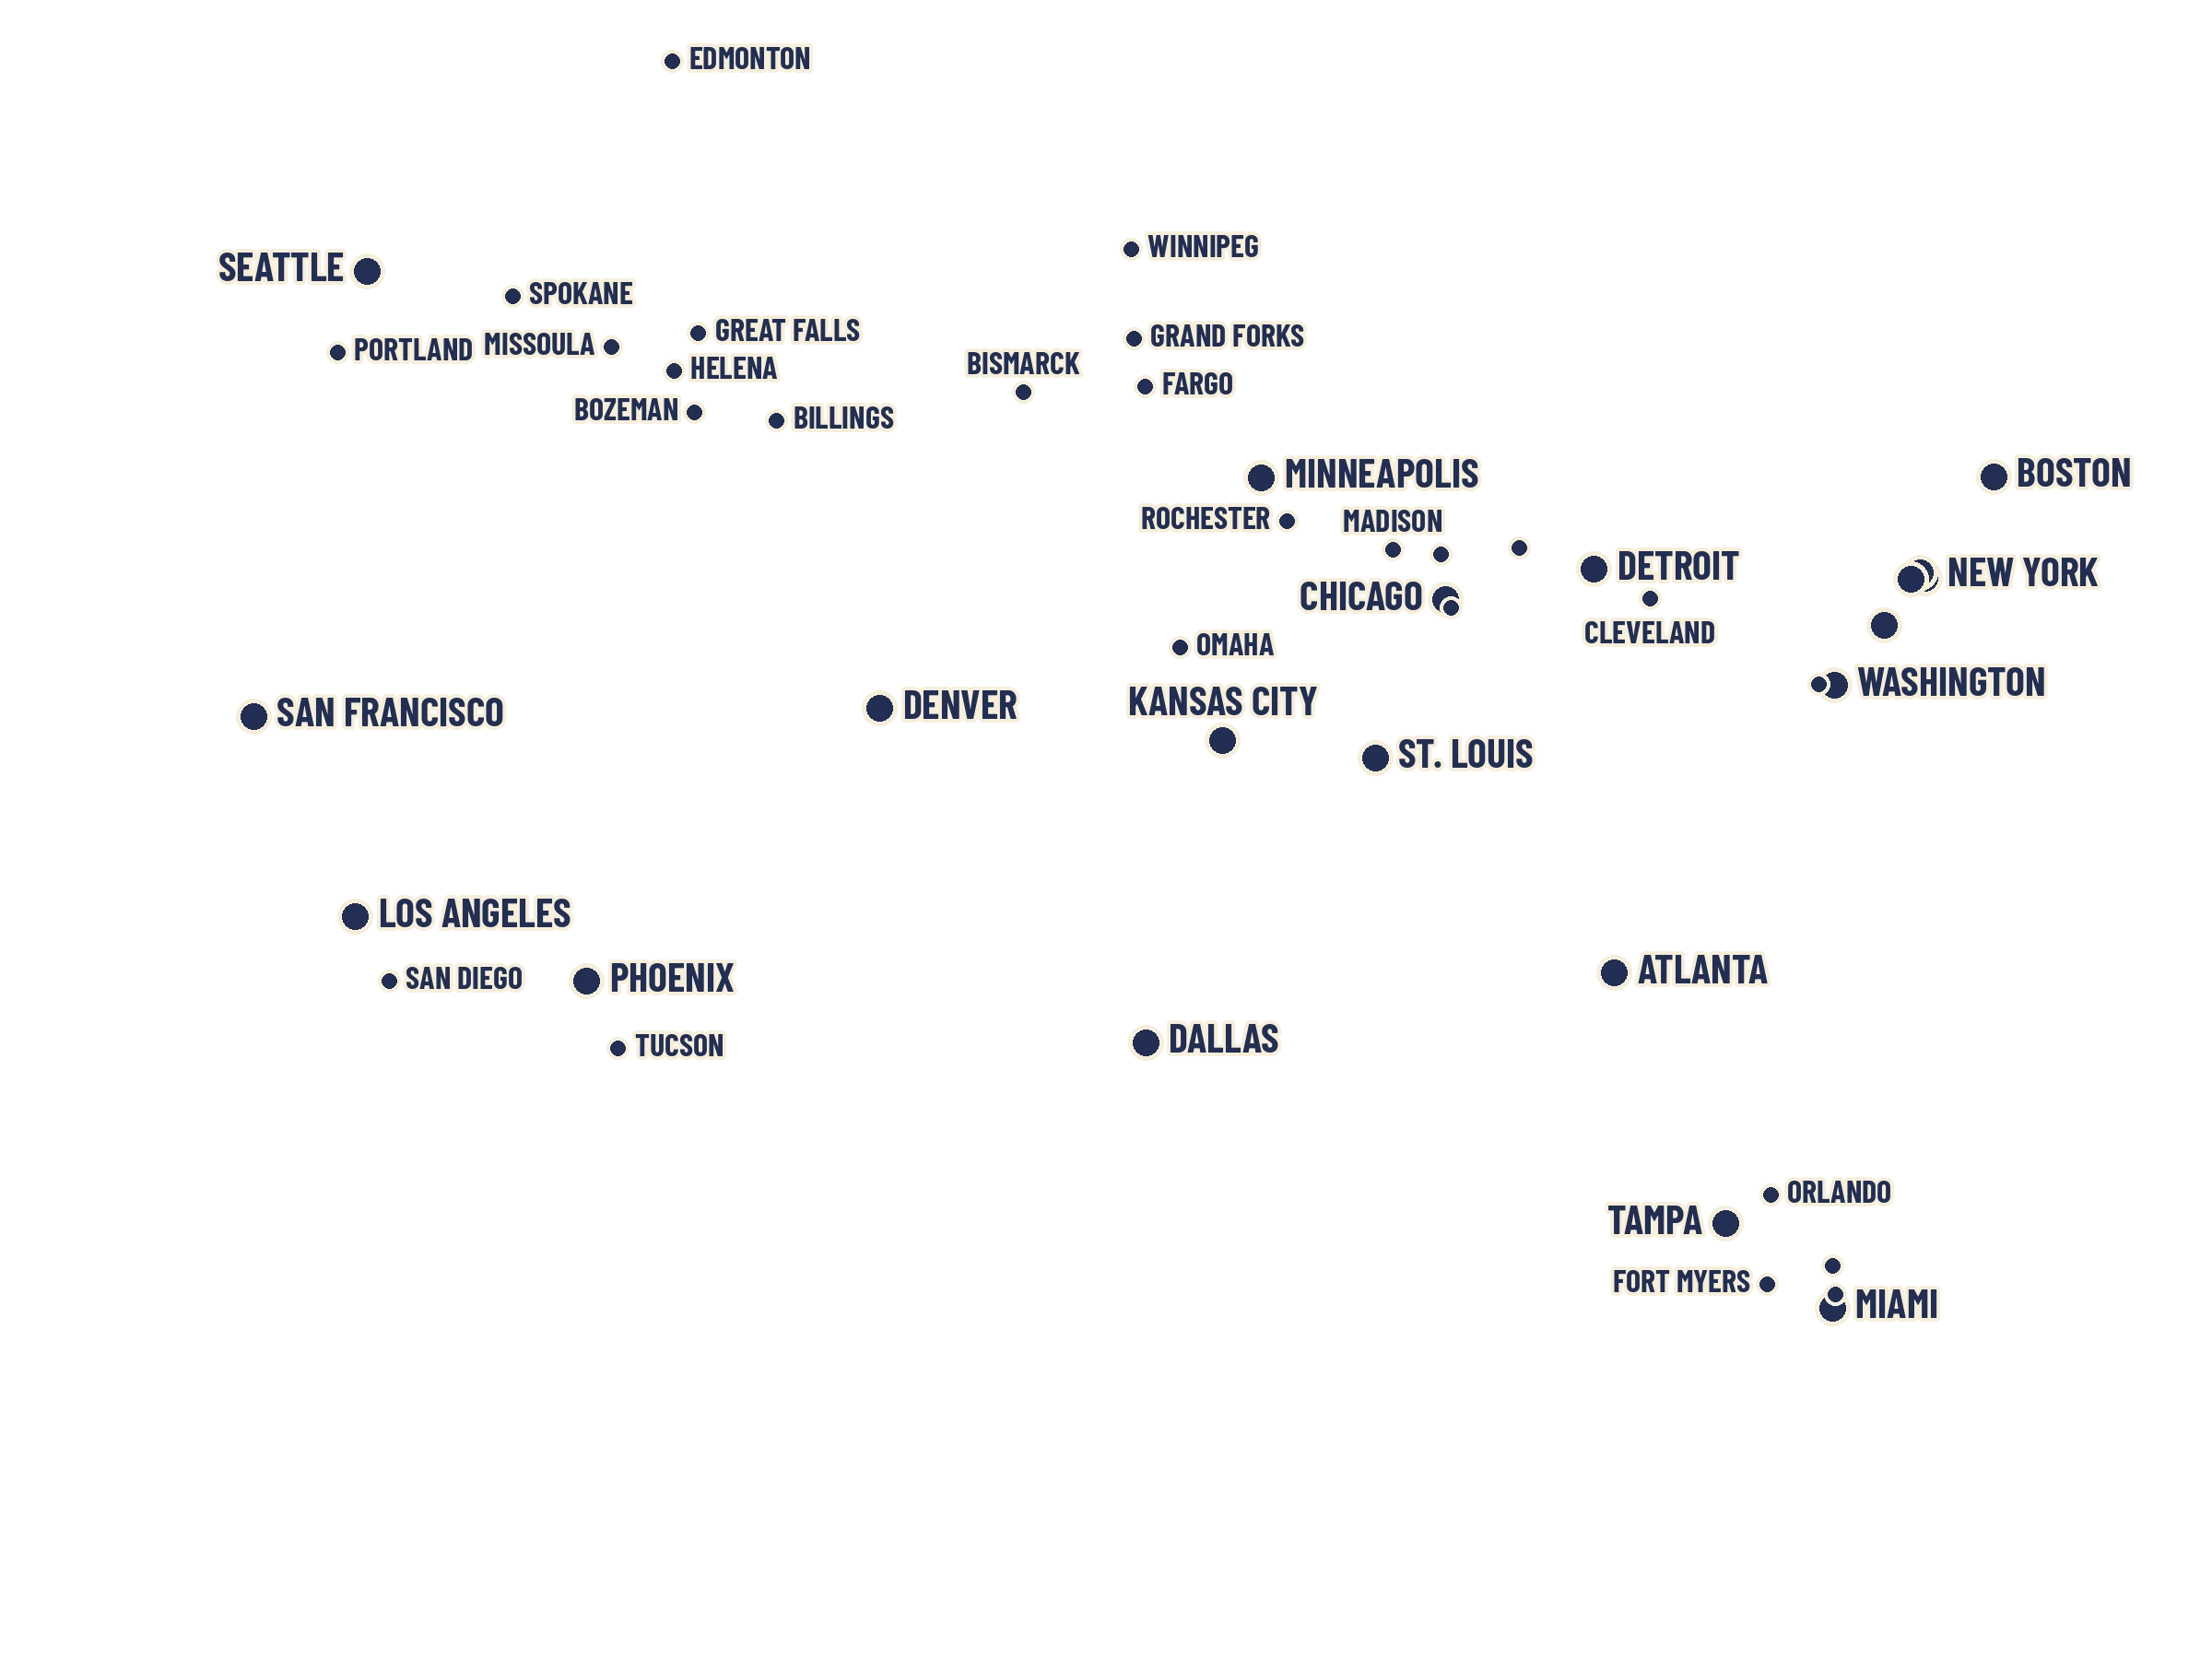 EDMONTON
WINNIPEG
SEATTLE
SPOKANE
GREAT FALLS
GRAND FORKS
PORTLAND
MISSOULA
HELENA
BISMARCK
FARGO
BOZEMAN
BILLINGS
MINNEAPOLIS
BOSTON
ROCHESTER
MADISON
DETROIT
NEW YORK
CHICAGO
CLEVELAND
OMAHA
WASHINGTON
KANSAS CITY
DENVER
SAN FRANCISCO
ST. LOUIS
LOS ANGELES
ATLANTA
SAN DIEGO
PHOENIX
DALLAS
TUCSON
ORLANDO
TAMPA
FORT MYERS
MIAMI